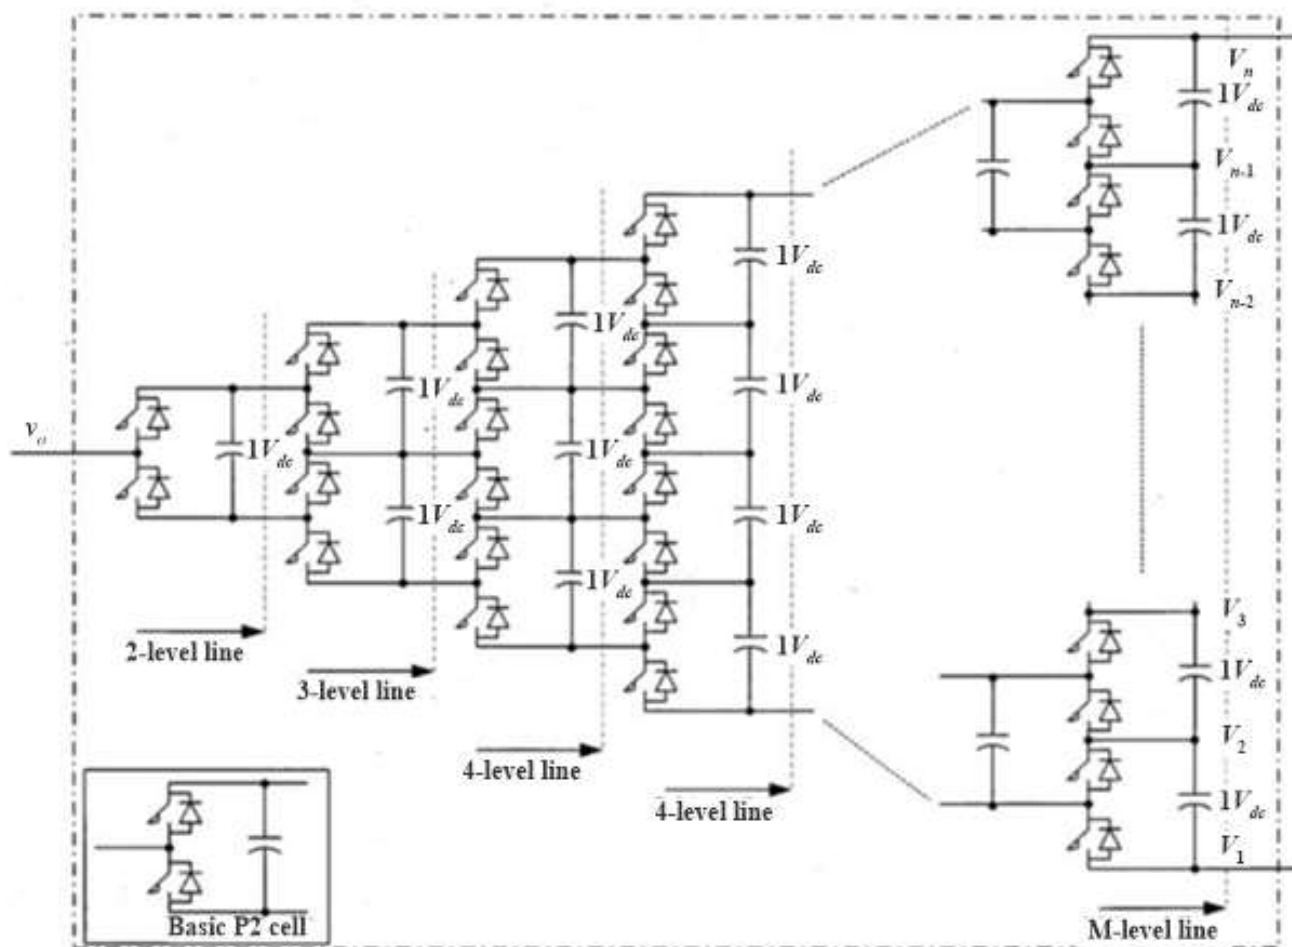 V_n
1V_dc
V_n-1
1V_dc
V_n-2
1V_dc
1V_dc
1V_dc
1V_dc
1V_dc
1V_dc
1V_dc
1V_dc
1V_dc
1V_dc
v_o
2-level line
3-level line
4-level line
4-level line
V_3
1V_dc
V_2
1V_dc
V_1
M-level line
Basic P2 cell